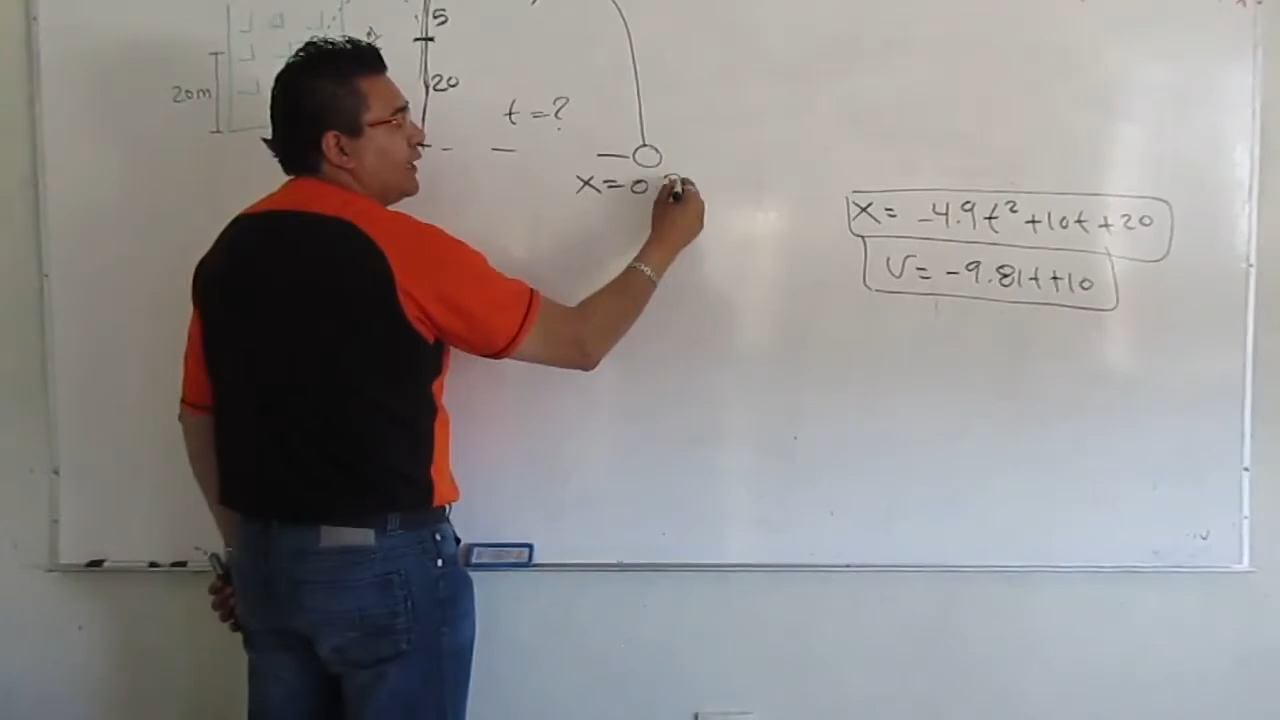 5
20m
20
t=?
x=0
x= -4.9t²+10t+20
v= -9.81t+10